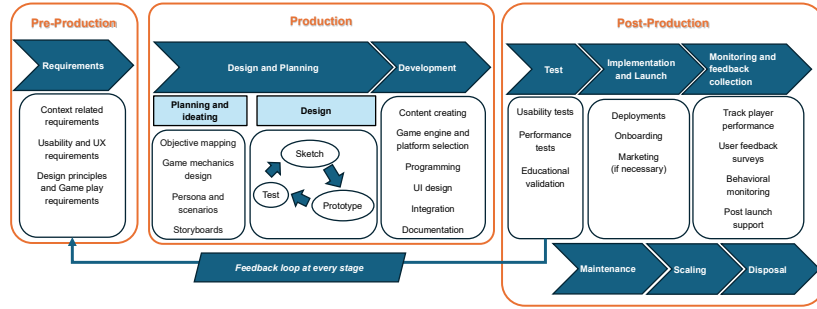 Pre-Production
Requirements
Context related
requirements
Usability and UX
requirements
Design principles
and Game play
requirements
Production
Design and Planning
Development
Planning and
ideating
Design
Objective mapping
Game mechanics
design
Persona and
scenarios
Storyboards
Sketch
Test
Prototype
Content creating
Game engine and
platform selection
Programming
UI design
Integration
Documentation
Post-Production
Test
Implementation
and Launch
Monitoring and
feedback
collection
Usability tests
Performance
tests
Educational
validation
Deployments
Onboarding
Marketing
(if necessary)
Track player
performance
User feedback
surveys
Behavioral
monitoring
Post launch
support
Feedback loop at every stage
Maintenance
Scaling
Disposal